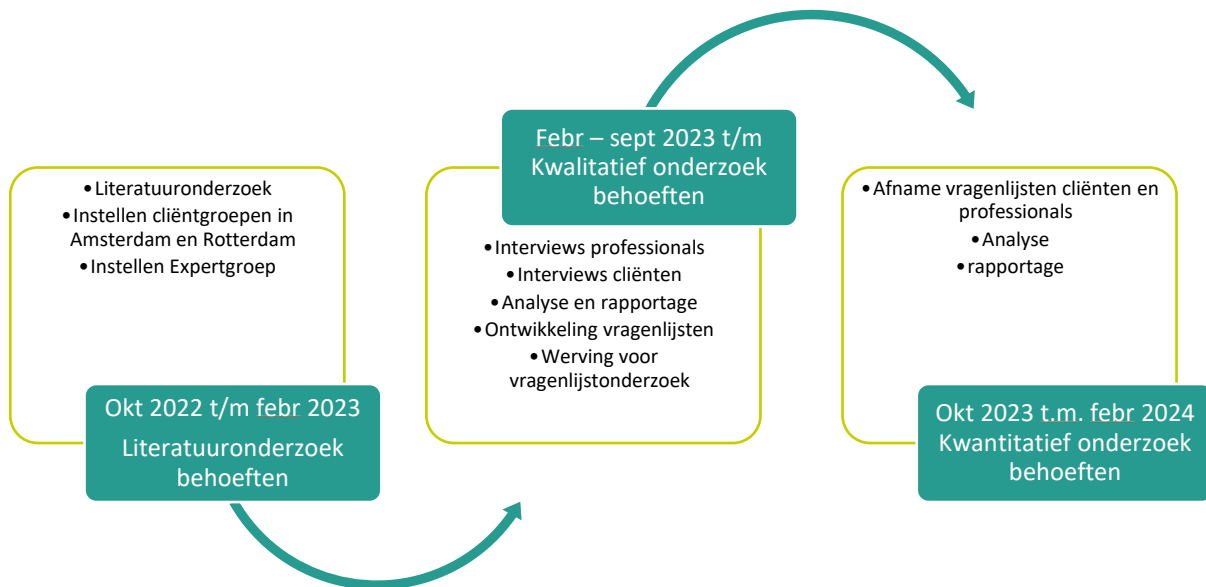 •Literatuuronderzoek
•Instellen cliëntgroepen in
Amsterdam en Rotterdam
•Instellen Expertgroep
Okt 2022 t/m febr 2023
Literatuuronderzoek
behoeften
Febr – sept 2023 t/m
Kwalitatief onderzoek
behoeften
•Interviews professionals
•Interviews cliënten
•Analyse en rapportage
•Ontwikkeling vragenlijsten
•Werving voor
vragenlijstonderzoek
•Afname vragenlijsten cliënten en
professionals
•Analyse
•rapportage
Okt 2023 t.m. febr 2024
Kwantitatief onderzoek
behoeften